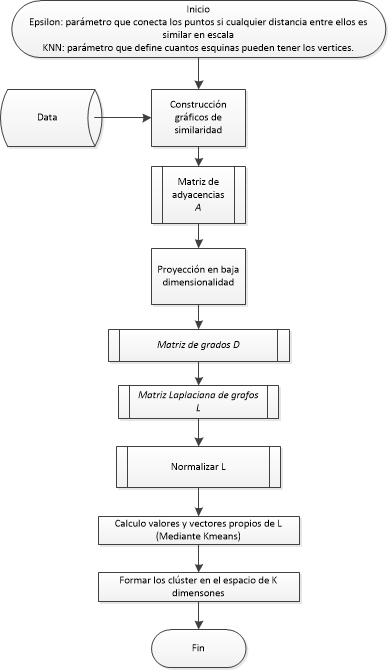 Inicio
Epsilon: parámetro que conecta los puntos si cualquier distancia entre ellos es
similar en escala
KNN: parámetro que define cuantos esquinas pueden tener los vertices.
Data
Construcción
gráficos de
similaridad
Matriz de
adyacencias
A
Proyección en baja
dimensionalidad
Matriz de grados D
Matriz Laplaciana de grafos
L
Normalizar L
Calculo valores y vectores propios de L
(Mediante Kmeans)
Formar los clúster en el espacio de K
dimensones
Fin